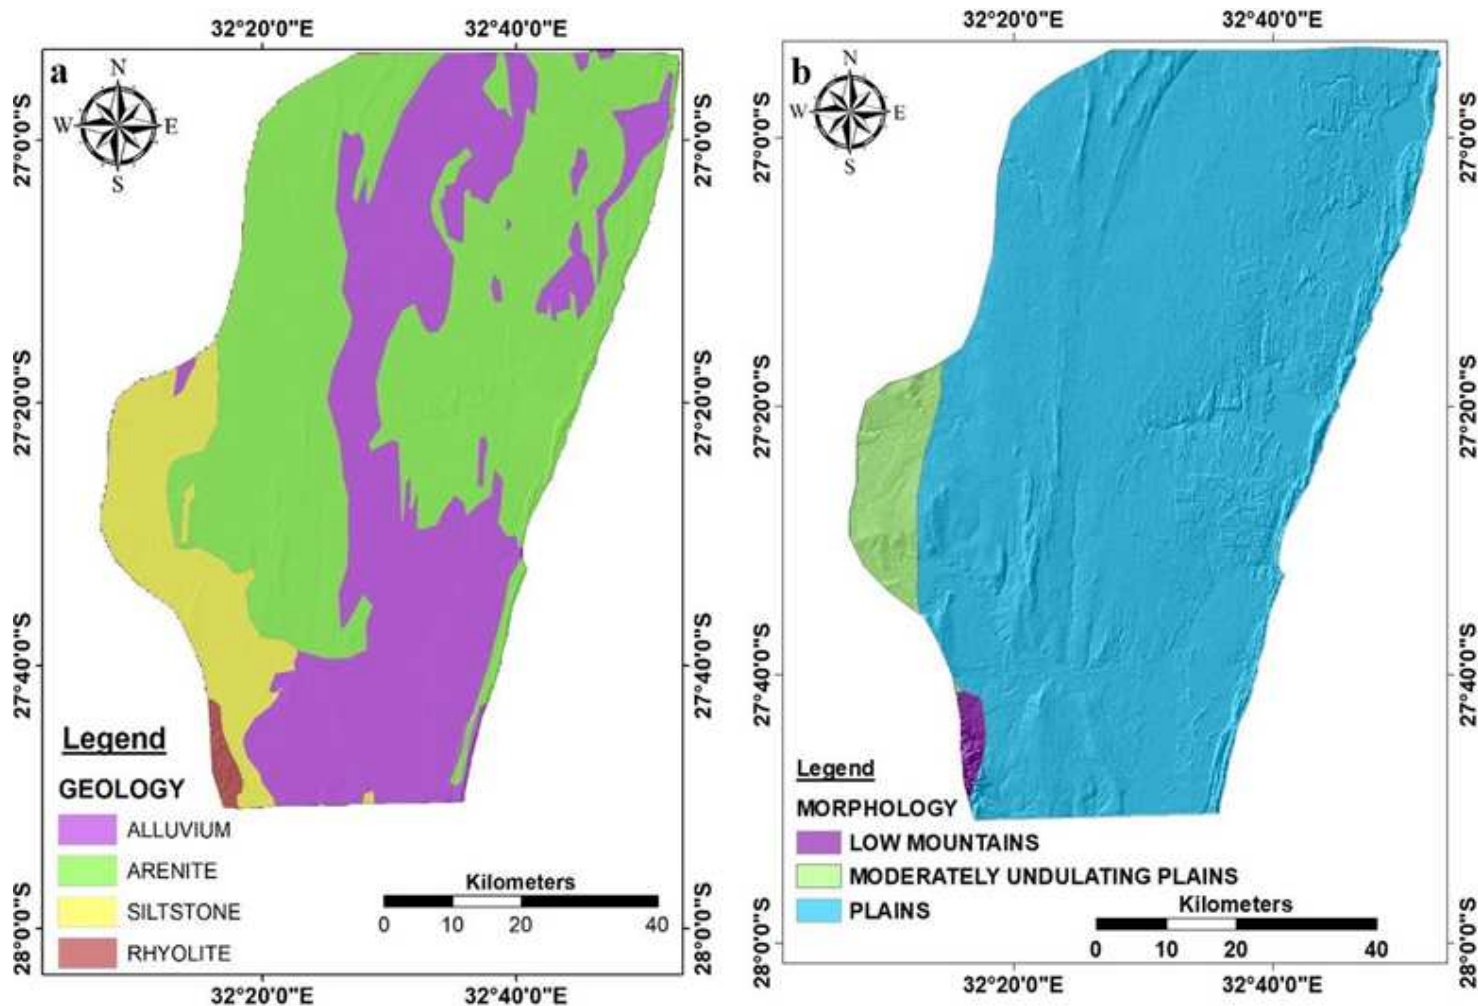 32°20'0"E 32°40'0"E
a
N
W E
S
27°0'0"S 27°0'0"S
27°20'0"S 27°20'0"S
27°40'0"S 27°40'0"S
28°0'0"S 28°0'0"S
Legend
GEOLOGY
ALLUVIUM
ARENITE
SILTSTONE
RHYOLITE
Kilometers
0 10 20 40
32°20'0"E 32°40'0"E
32°20'0"E 32°40'0"E
b
N
W E
S
27°0'0"S 27°0'0"S
27°20'0"S 27°20'0"S
27°40'0"S 27°40'0"S
28°0'0"S 28°0'0"S
Legend
MORPHOLOGY
LOW MOUNTAINS
MODERATELY UNDULATING PLAINS
PLAINS
Kilometers
0 10 20 40
32°20'0"E 32°40'0"E